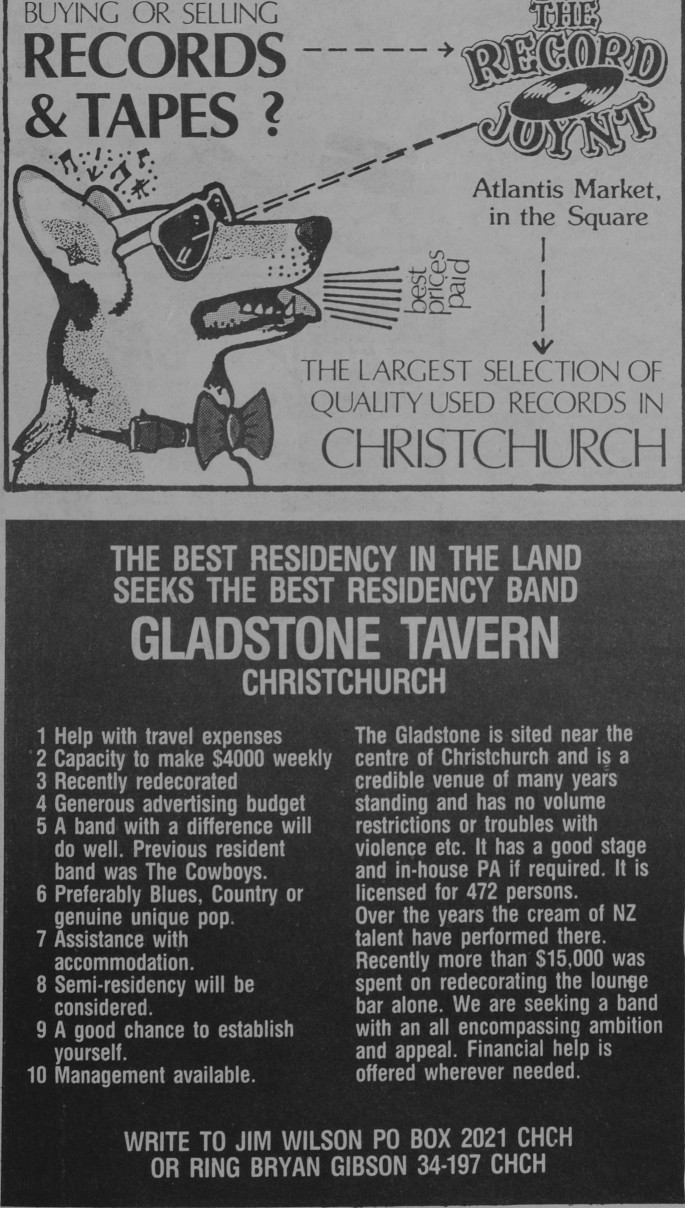 BUYING OR SELLING
RECORDS
& TAPES ?
THE
RECORD
JOYNT
Atlantis Market,
in the Square
best
prices
paid
THE LARGEST SELECTION OF
QUALITY USED RECORDS IN
CHRISTCHURCH
THE BEST RESIDENCY IN THE LAND
SEEKS THE BEST RESIDENCY BAND
GLADSTONE TAVERN
CHRISTCHURCH
1 Help with travel expenses
2 Capacity to make $4000 weekly
3 Recently redecorated
4 Generous advertising budget
5 A band with a difference will
do well. Previous resident
band was The Cowboys.
6 Preferably Blues, Country or
genuine unique pop.
7 Assistance with
accommodation.
8 Semi-residency will be
considered.
9 A good chance to establish
yourself.
10 Management available.
The Gladstone is sited near the
centre of Christchurch and is a
credible venue of many years
standing and has no volume
restrictions or troubles with
violence etc. It has a good stage
and in-house PA if required. It is
licensed for 472 persons.
Over the years the cream of NZ
talent have performed there.
Recently more than $15,000 was
spent on redecorating the lounge
bar alone. We are seeking a band
with an all encompassing ambition
and appeal. Financial help is
offered wherever needed.
WRITE TO JIM WILSON PO BOX 2021 CHCH
OR RING BRYAN GIBSON 34-197 CHCH